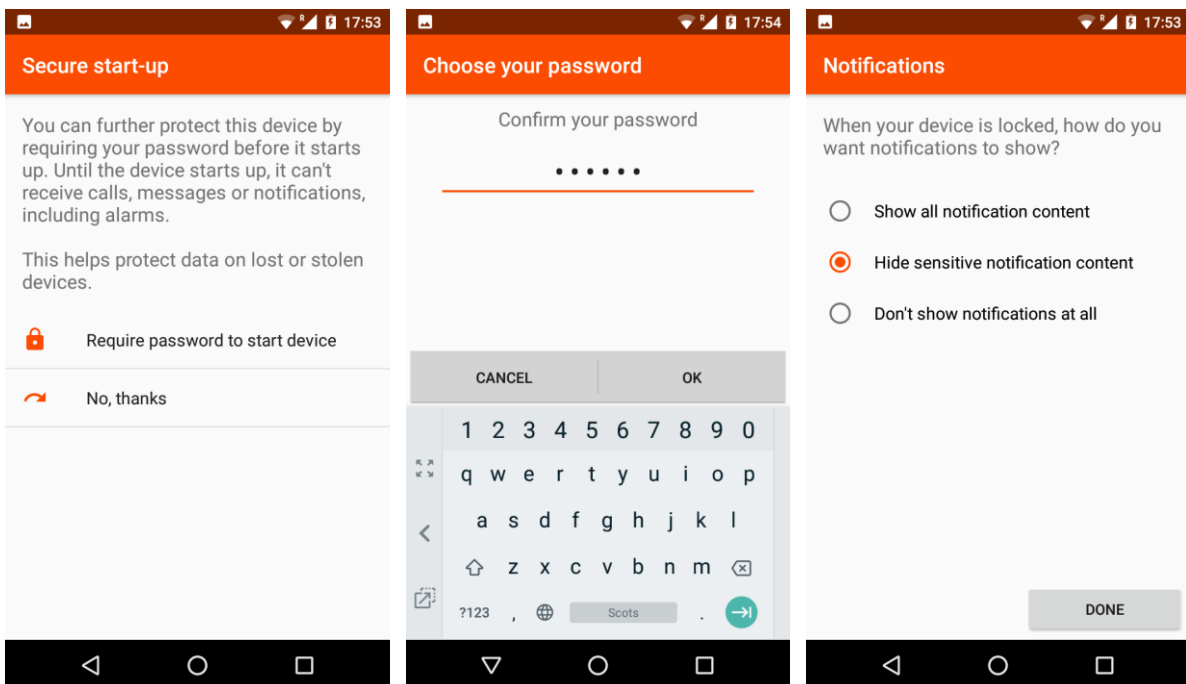 R 17:53
Secure start-up
You can further protect this device by
requiring your password before it starts
up. Until the device starts up, it can't
receive calls, messages or notifications,
including alarms.
This helps protect data on lost or stolen
devices.
Require password to start device
No, thanks
R 17:54
Choose your password
Confirm your password
••••••
CANCEL OK
1 2 3 4 5 6 7 8 9 0
q w e r t y u i o p
a s d f g h j k l
z x c v b n m
?123 , Scots .
R 17:53
Notifications
When your device is locked, how do you
want notifications to show?
Show all notification content
Hide sensitive notification content
Don't show notifications at all
DONE